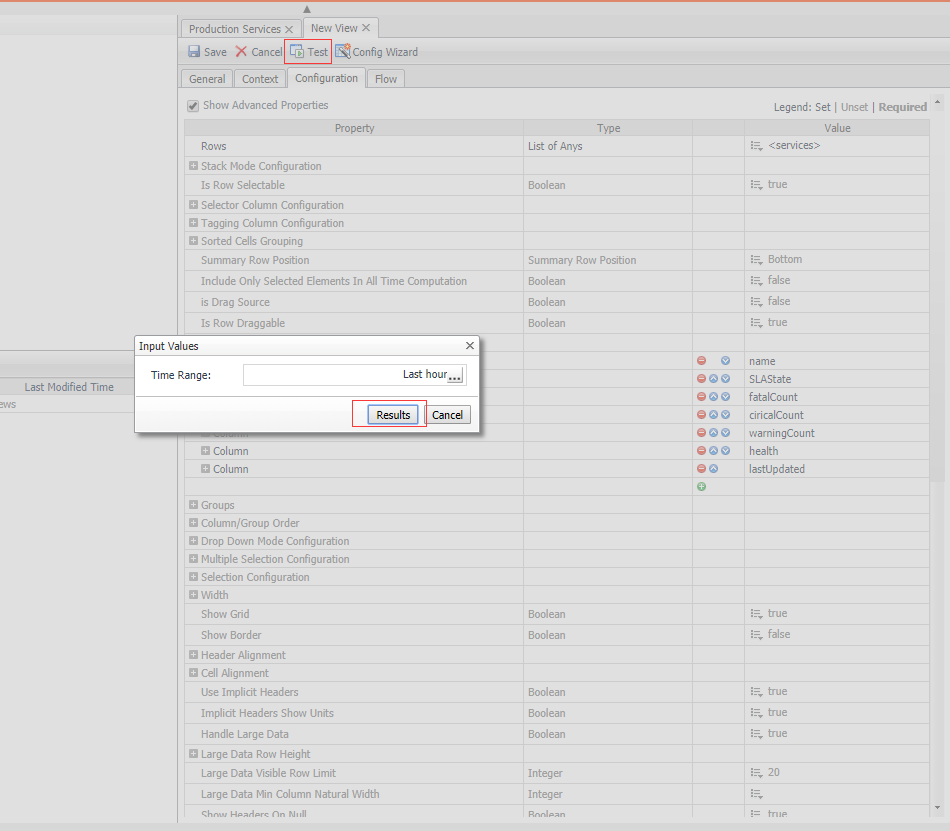 Production Services
New View
Save Cancel Test Config Wizard
General Context Configuration Flow
Show Advanced Properties
Legend: Set | Unset | Required
Property Type Value
Rows List of Anys <services>
Stack Mode Configuration
Is Row Selectable Boolean true
Selector Column Configuration
Tagging Column Configuration
Sorted Cells Grouping
Summary Row Position Summary Row Position Bottom
Include Only Selected Elements In All Time Computation Boolean false
is Drag Source Boolean false
Is Row Draggable Boolean true
Input Values
Time Range: Last hour...
Results Cancel
Last Modified Time
ews
name
SLAState
fatalCount
ciricalCount
Column warningCount
Column health
Column lastUpdated
Groups
Column/Group Order
Drop Down Mode Configuration
Multiple Selection Configuration
Selection Configuration
Width
Show Grid Boolean true
Show Border Boolean false
Header Alignment
Cell Alignment
Use Implicit Headers Boolean true
Implicit Headers Show Units Boolean true
Handle Large Data Boolean true
Large Data Row Height
Large Data Visible Row Limit Integer 20
Large Data Min Column Natural Width Integer
Show Headers On Null Boolean true